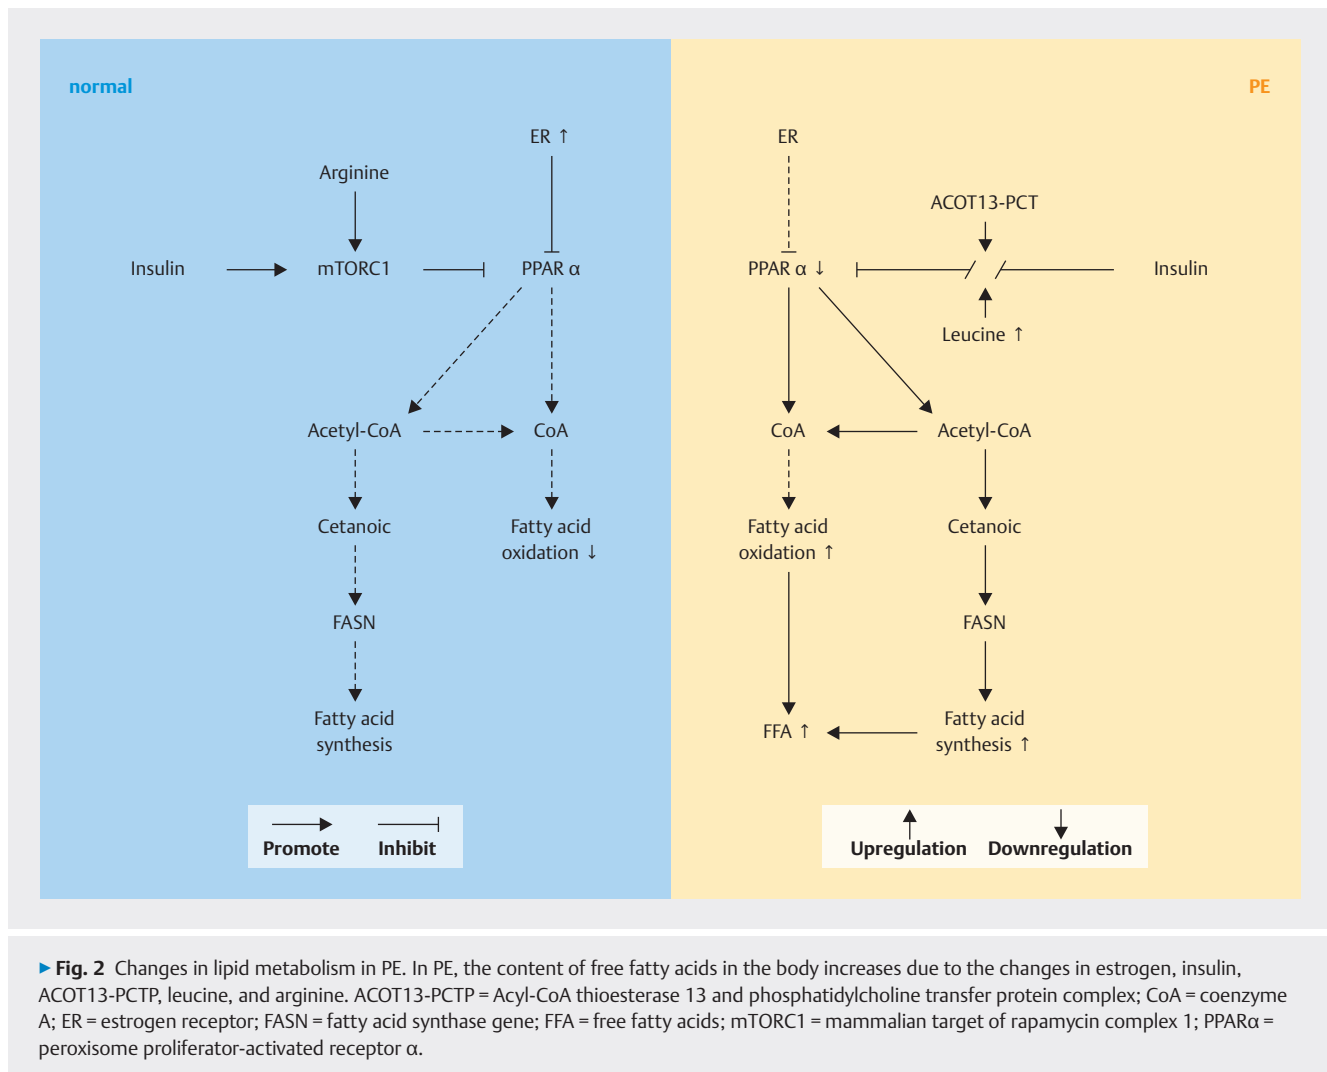 normal
PE
ER ↑
Arginine
Insulin
mTORC1
PPAR α
Acetyl-CoA
CoA
Cetanoic
Fatty acid
oxidation ↓
FASN
Fatty acid
synthesis
Promote
Inhibit
ER
ACOT13-PCT
PPAR α ↓
Insulin
Leucine ↑
CoA
Acetyl-CoA
Fatty acid
oxidation ↑
Cetanoic
FASN
FFA ↑
Fatty acid
synthesis ↑
Upregulation
Downregulation
▶ Fig. 2 Changes in lipid metabolism in PE. In PE, the content of free fatty acids in the body increases due to the changes in estrogen, insulin,
ACOT13-PCTP, leucine, and arginine. ACOT13-PCTP = Acyl-CoA thioesterase 13 and phosphatidylcholine transfer protein complex; CoA = coenzyme
A; ER = estrogen receptor; FASN = fatty acid synthase gene; FFA = free fatty acids; mTORC1 = mammalian target of rapamycin complex 1; PPARα =
peroxisome proliferator-activated receptor α.